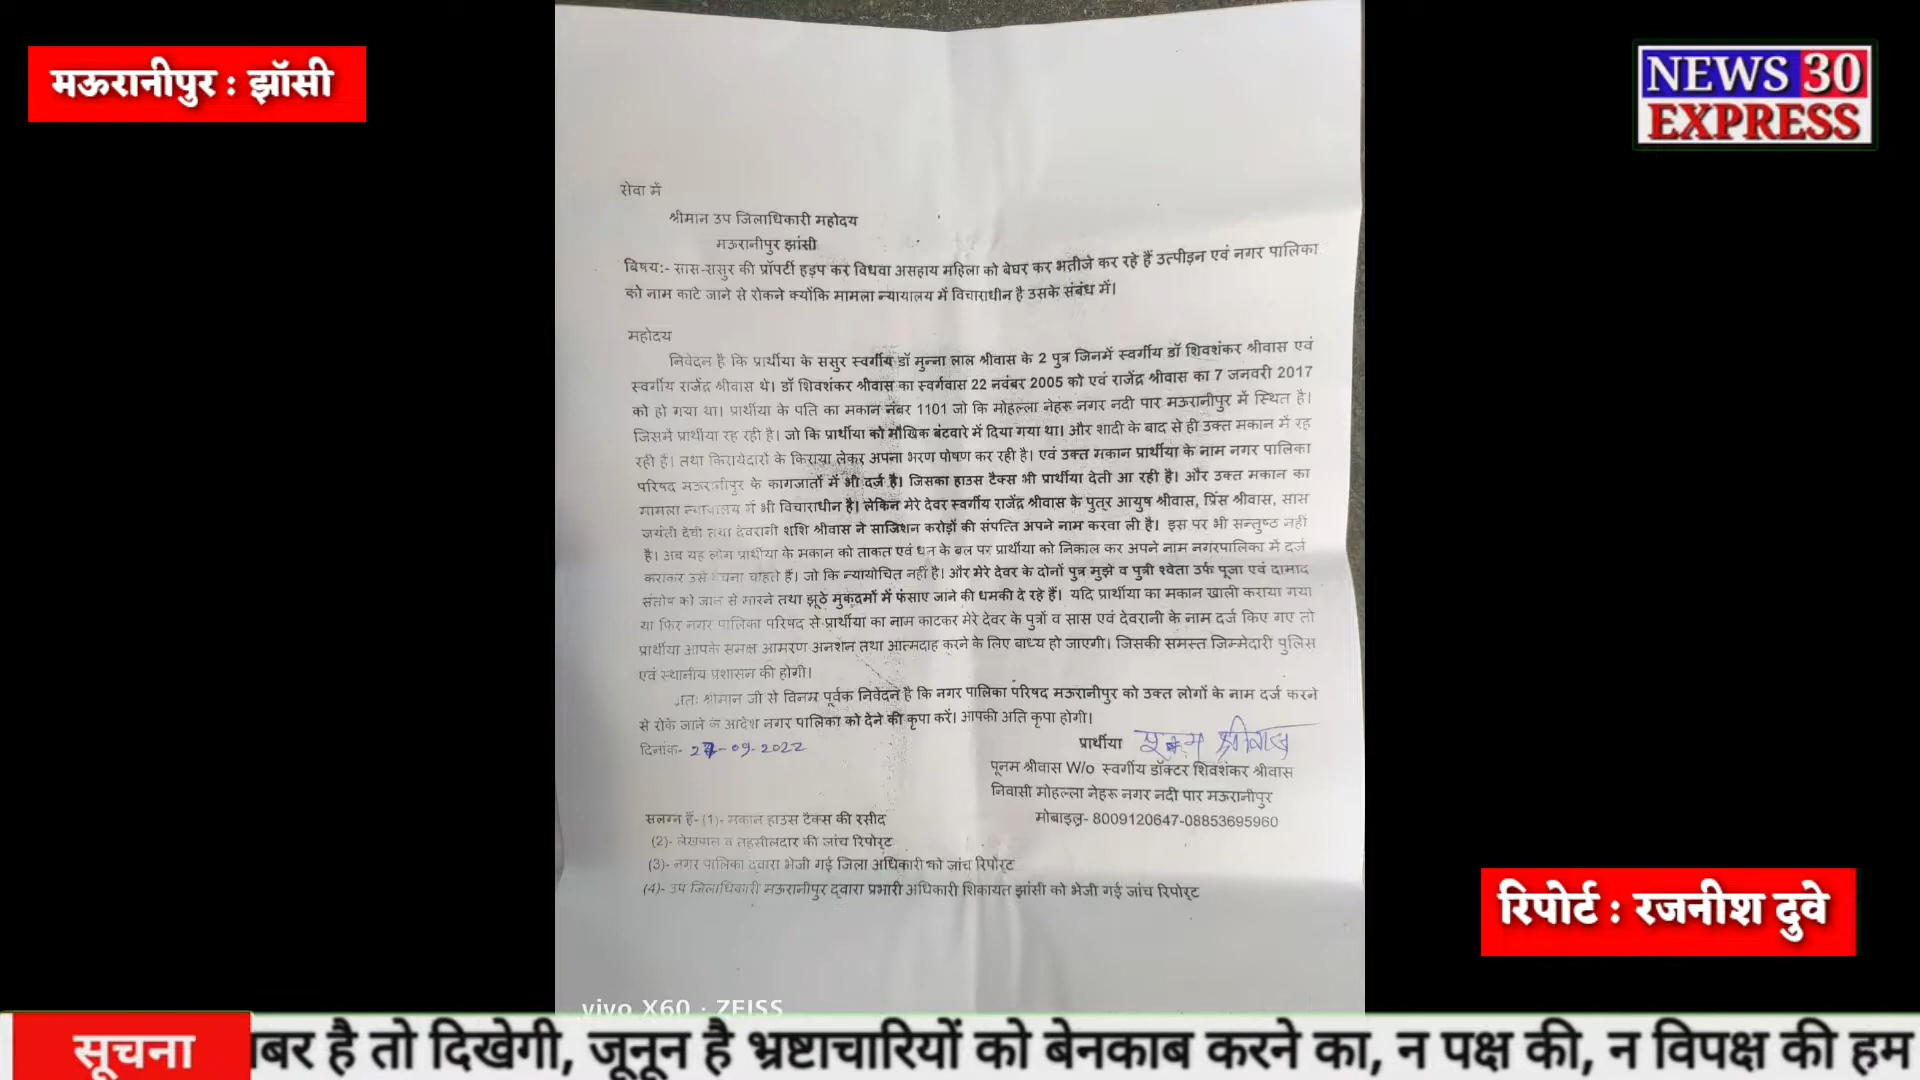 मऊरानीपुर : झॉसी
NEWS 30
EXPRESS
सेवा में
श्रीमान उप जिलाधिकारी महोदय
मऊरानीपुर झांसी
बिषय:- सास-ससुर की प्रॉपर्टी हड़प कर विधवा असहाय महिला को बेघर कर भतीजे कर रहे हैं उत्पीड़न एवं नगर पालिका
को नाम काटे जाने से रोकने क्योंकि मामला न्यायालय में विचाराधीन है उसके संबंध में।
महोदय
निवेदन है कि प्रार्थीया के ससुर स्वर्गीय डॉ मुन्ना लाल श्रीवास के 2 पुत्र जिनमें स्वर्गीय डॉ शिवशंकर श्रीवास एवं
स्वर्गीय राजेंद्र श्रीवास थे। डॉ शिवशंकर श्रीवास का स्वर्गवास 22 नवंबर 2005 को एवं राजेंद्र श्रीवास का 7 जनवरी 2017
को हो गया था। प्रार्थीया के पति का मकान नंबर 1101 जो कि मोहल्ला नेहरू नगर नदी पार मऊरानीपुर में स्थित है।
जिसमें प्रार्थीया रह रही है। जो कि प्रार्थीया को मौखिक बंटवारे में दिया गया था। और शादी के बाद से ही उक्त मकान में रह
रही है। तथा किरायेदारों के किराया लेकर अपना भरण पोषण कर रही है। एवं उक्त मकान प्रार्थीया के नाम नगर पालिका
परिषद मऊरानीपुर के कागजातों में भी दर्ज है। जिसका हाउस टैक्स भी प्रार्थीया देती आ रही है। और उक्त मकान का
मामला न्यायालय में भी विचाराधीन है। लेकिन मेरे देवर स्वर्गीय राजेंद्र श्रीवास के पुत्र आयुष श्रीवास, प्रिंस श्रीवास, सास
जयंती देवी तथा देवरानी शशि श्रीवास ने साजिशन करोड़ों की संपत्ति अपने नाम करवा ली है। इस पर भी सन्तुष्ठ नहीं
है। अब यह लोग प्रार्थीया के मकान को ताकत एवं धन के बल पर प्रार्थीया को निकाल कर अपने नाम नगरपालिका में दर्ज
कराकर उसे बेचना चाहते हैं। जो कि न्यायोचित नहीं है। और मेरे देवर के दोनों पुत्र मुझे व पुत्री श्वेता उर्फ पूजा एवं दामाद
संतोष को जान से मारने तथा झूठे मुकदमों में फंसाए जाने की धमकी दे रहे हैं। यदि प्रार्थीया का मकान खाली कराया गया
या फिर नगर पालिका परिषद से प्रार्थीया का नाम काटकर मेरे देवर के पुत्रों व सास एवं देवरानी के नाम दर्ज किए गए तो
प्रार्थीया आपके समक्ष आमरण अनशन तथा आत्मदाह करने के लिए बाध्य हो जाएगी। जिसकी समस्त जिम्मेदारी पुलिस
एवं स्थानीय प्रशासन की होगी।
अतः श्रीमान जी से विनम्र पूर्वक निवेदन है कि नगर पालिका परिषद मऊरानीपुर को उक्त लोगों के नाम दर्ज करने
से रोके जाने के आदेश नगर पालिका को देने की कृपा करें। आपकी अति कृपा होगी।
दिनांक- 27-09-2022
प्रार्थीया पूनम श्रीवास
पूनम श्रीवास W/o स्वर्गीय डॉक्टर शिवशंकर श्रीवास
निवासी मोहल्ला नेहरू नगर नदी पार मऊरानीपुर
मोबाइल- 8009120647-08853695960
सलग्न हैं- (1)- मकान हाउस टैक्स की रसीद
(2)- लेखपाल व तहसीलदार की जांच रिपोर्ट
(3)- नगर पालिका द्वारा भेजी गई जिला अधिकारी को जांच रिपोर्ट
(4)- उप जिलाधिकारी मऊरानीपुर द्वारा प्रभारी अधिकारी शिकायत झांसी को भेजी गई जांच रिपोर्ट
रिपोर्ट : रजनीश दुवे
vivo X60 · ZEISS
सूचना
बर है तो दिखेगी, जूनून है भ्रष्टाचारियों को बेनकाब करने का, न पक्ष की, न विपक्ष की हम